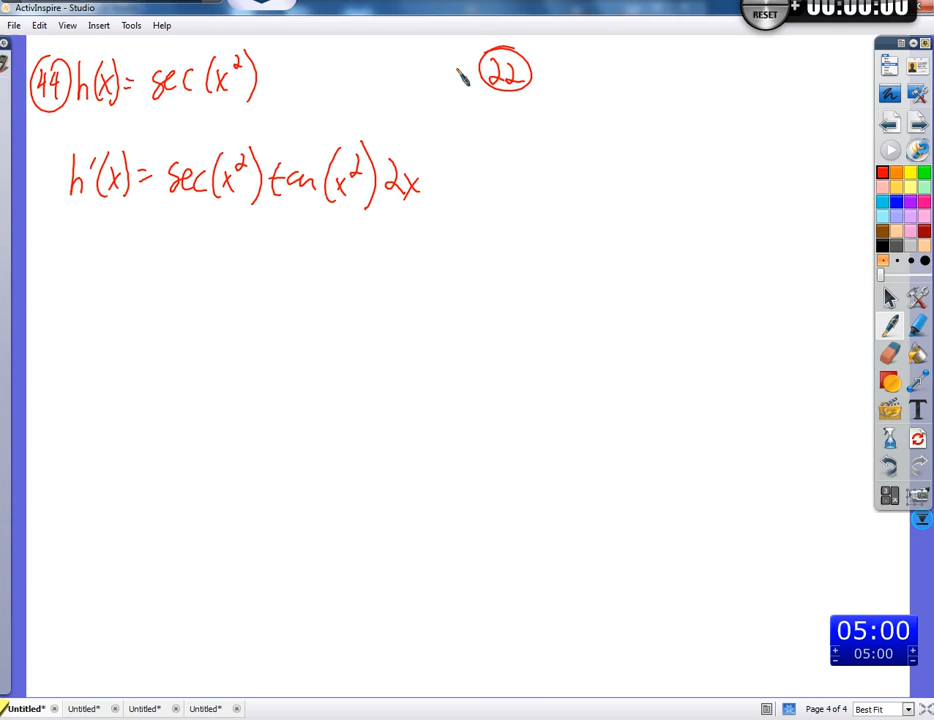 ActivInspire - Studio
RESET
00:00:00
File Edit View Insert Tools Help
44 h(x) = sec(x²)
22
h'(x) = sec(x²) tan(x²) 2x
05:00
05:00
Untitled* Untitled* Untitled* Untitled*
Page 4 of 4
Best Fit